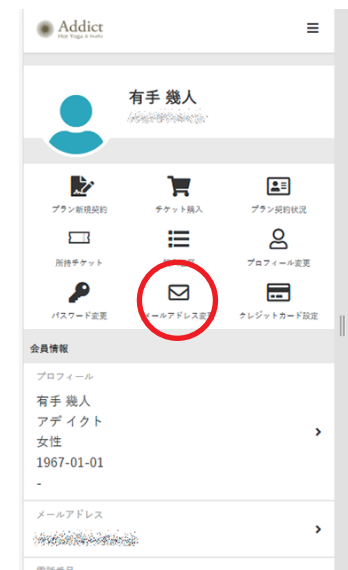 Addict
Hot Yoga & Studio
有手 幾人
プラン新規契約
チケット購入
プラン契約状況
所持チケット
プロフィール変更
パスワード変更
メールアドレス変更
クレジットカード設定
会員情報
プロフィール
有手 幾人
アデ イクト
女性
1967-01-01
-
メールアドレス
電話番号